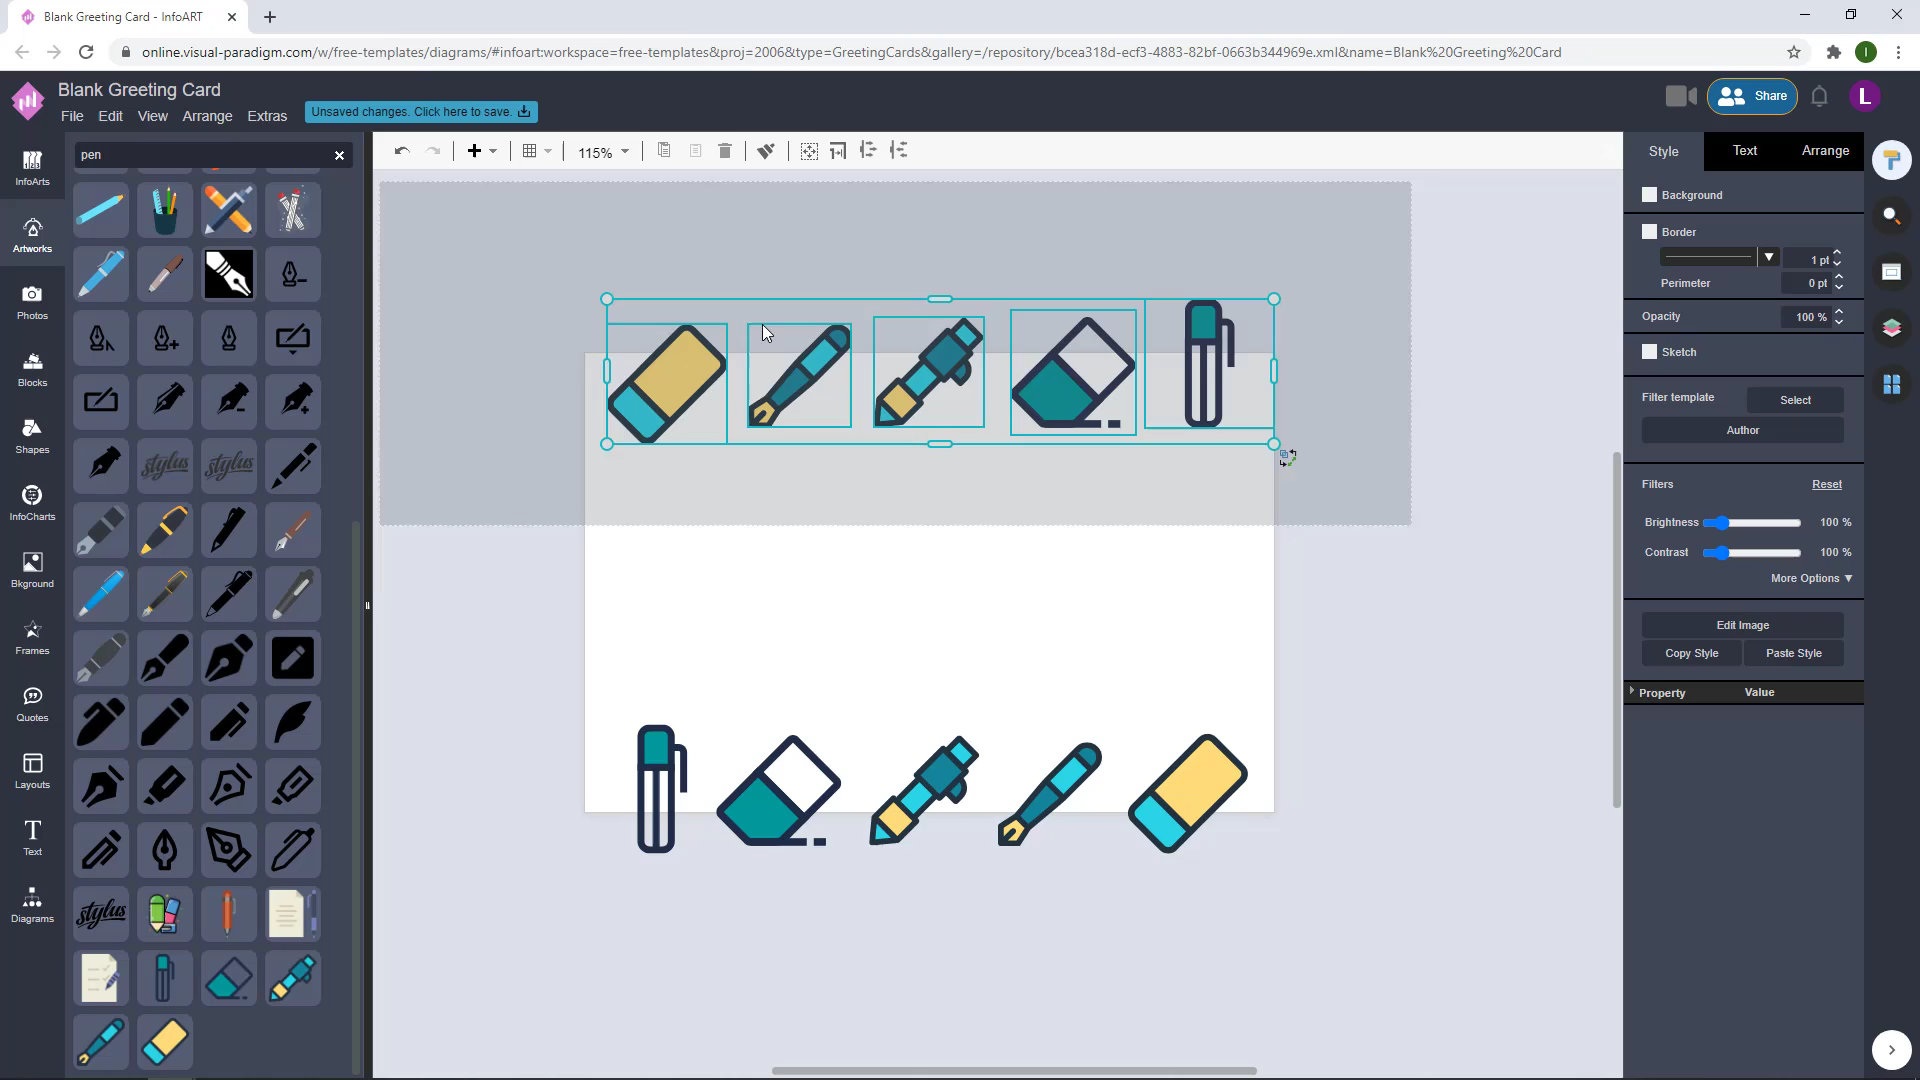 Blank Greeting Card - InfoART
online.visual-paradigm.com/w/free-templates/diagrams/#infoart:workspace=free-templates&proj=2006&type=GreetingCards&gallery=/repository/bcea318d-ecf3-4883-82bf-0663b344969e.xml&name=Blank%20Greeting%20Card
I
Blank Greeting Card
File Edit View Arrange Extras
Unsaved changes. Click here to save.
Share
L
InfoArts
Artworks
Photos
Blocks
Shapes
InfoCharts
Bkground
Frames
Quotes
Layouts
T
Text
Diagrams
pen
stylus
stylus
stylus
115%
Style Text Arrange
Background
Border
1 pt
Perimeter 0 pt
Opacity 100 %
Sketch
Filter template Select
Author
Filters Reset
Brightness 100 %
Contrast 100 %
More Options ▼
Edit Image
Copy Style Paste Style
Property Value